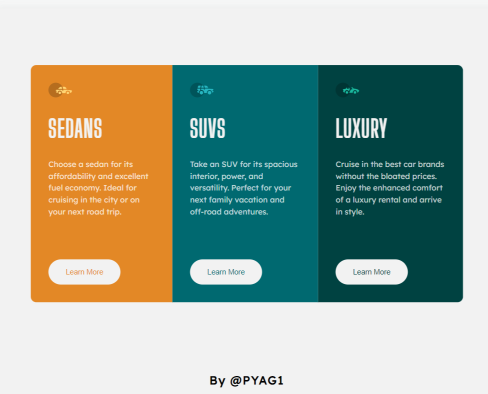 SEDANS
Choose a sedan for its
affordability and excellent
fuel economy. Ideal for
cruising in the city or on
your next road trip.
Learn More
SUVS
Take an SUV for its spacious
interior, power, and
versatility. Perfect for your
next family vacation and
off-road adventures.
Learn More
LUXURY
Cruise in the best car brands
without the bloated prices.
Enjoy the enhanced comfort
of a luxury rental and arrive
in style.
Learn More
By @PYAG1